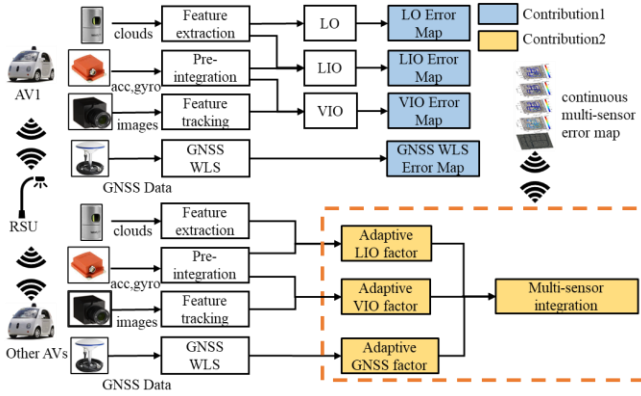 clouds
Feature
extraction
LO
LO Error
Map
Contribution1
Contribution2
AV1
acc,gyro
Pre-
integration
LIO
LIO Error
Map
images
Feature
tracking
VIO
VIO Error
Map
continuous
multi-sensor
error map
GNSS
WLS
GNSS WLS
Error Map
GNSS Data
RSU
clouds
Feature
extraction
Adaptive
LIO factor
acc,gyro
Pre-
integration
images
Feature
tracking
Adaptive
VIO factor
Multi-sensor
integration
Other AVs
GNSS
WLS
Adaptive
GNSS factor
GNSS Data